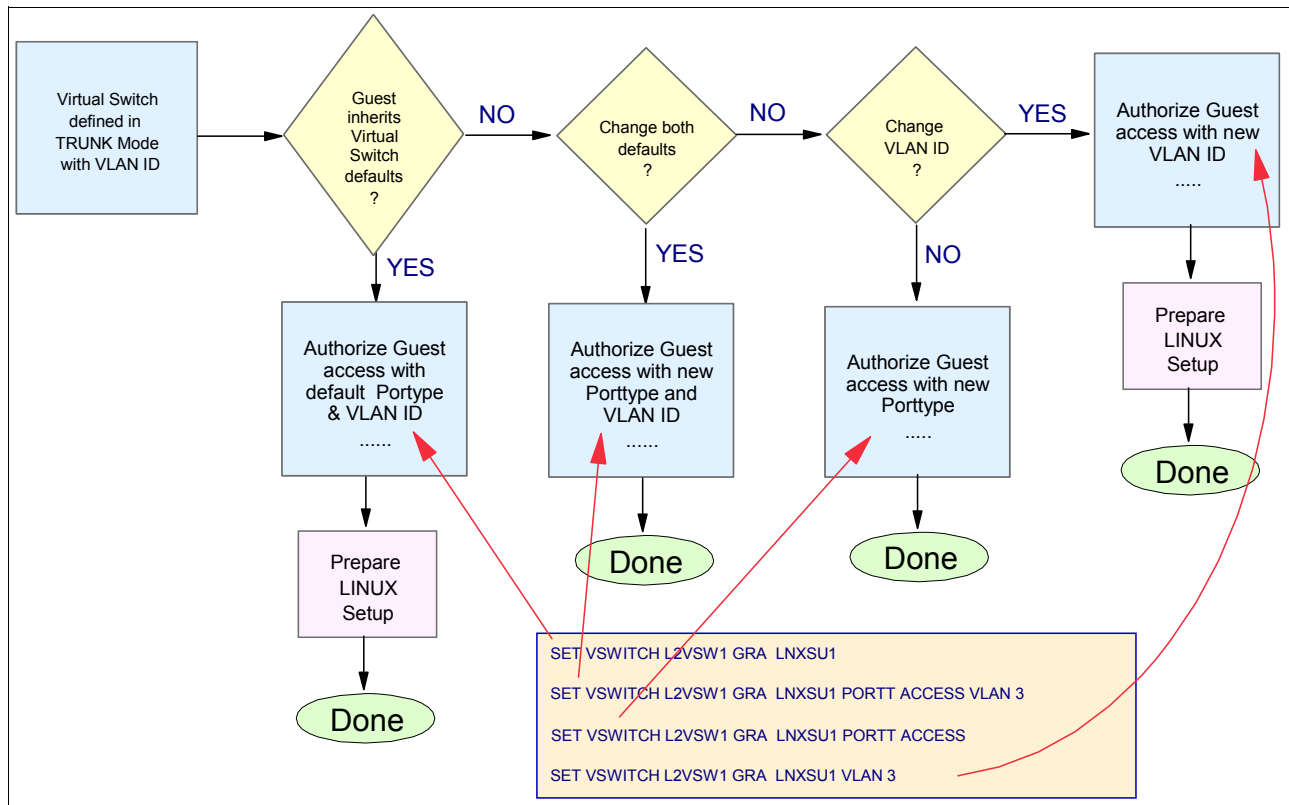 Virtual Switch
defined in
TRUNK Mode
with VLAN ID
Guest
inherits
Virtual
Switch
defaults
?
NO
Change both
defaults
?
NO
Change
VLAN ID
?
YES
Authorize Guest
access with new
VLAN ID
.....
YES
Authorize Guest
access with
default Portype
& VLAN ID
......
YES
Authorize Guest
access with new
Porttype and
VLAN ID
......
NO
Authorize Guest
access with new
Porttype
.....
Prepare
LINUX
Setup
Done
Prepare
LINUX
Setup
Done
Done
Done
SET VSWITCH L2VSW1 GRA LNXSU1
SET VSWITCH L2VSW1 GRA LNXSU1 PORTT ACCESS VLAN 3
SET VSWITCH L2VSW1 GRA LNXSU1 PORTT ACCESS
SET VSWITCH L2VSW1 GRA LNXSU1 VLAN 3